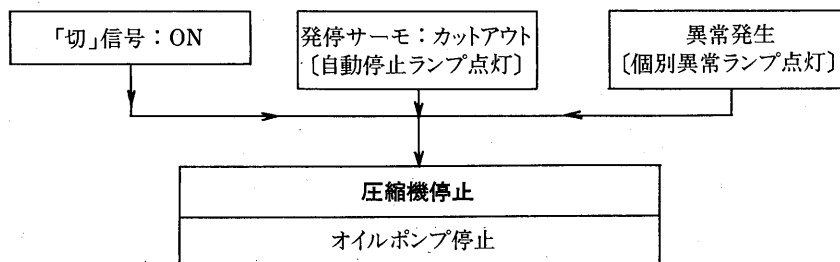 「切」信号：ON
発停サーモ：カットアウト
〔自動停止ランプ点灯〕
異常発生
〔個別異常ランプ点灯〕
圧縮機停止
オイルポンプ停止